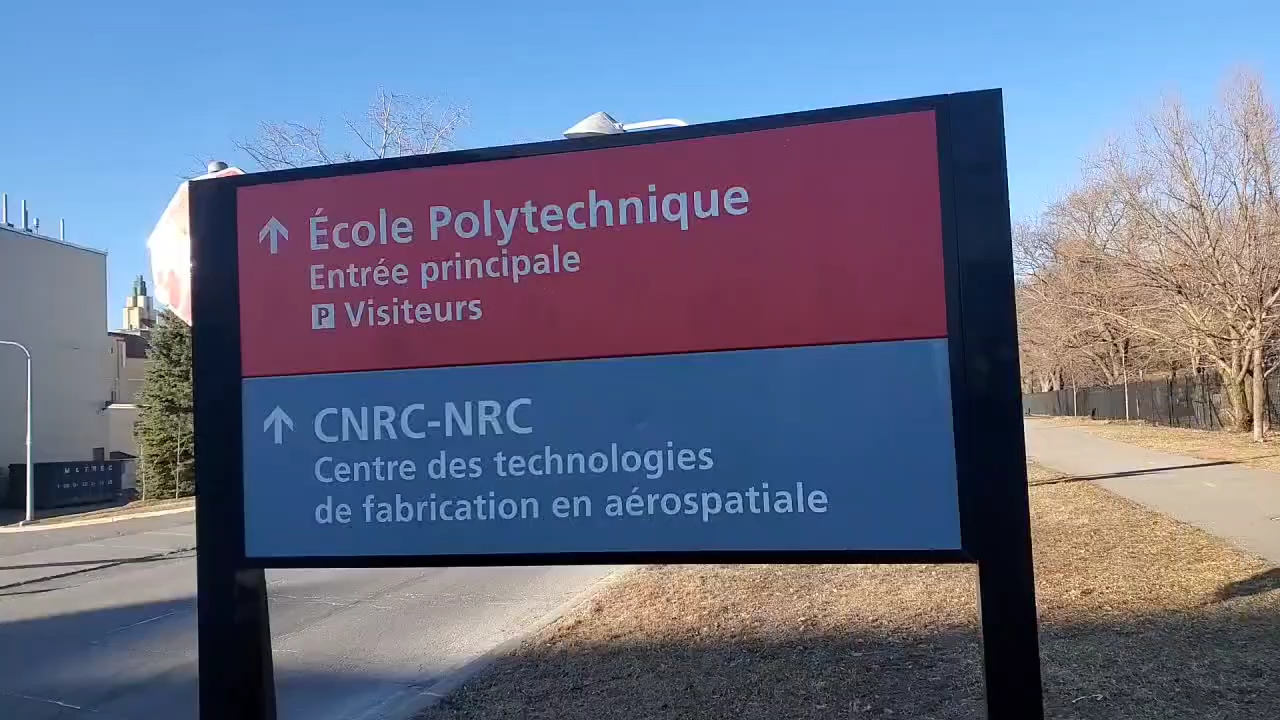 École Polytechnique
Entrée principale
P Visiteurs
CNRC-NRC
Centre des technologies
de fabrication en aérospatiale